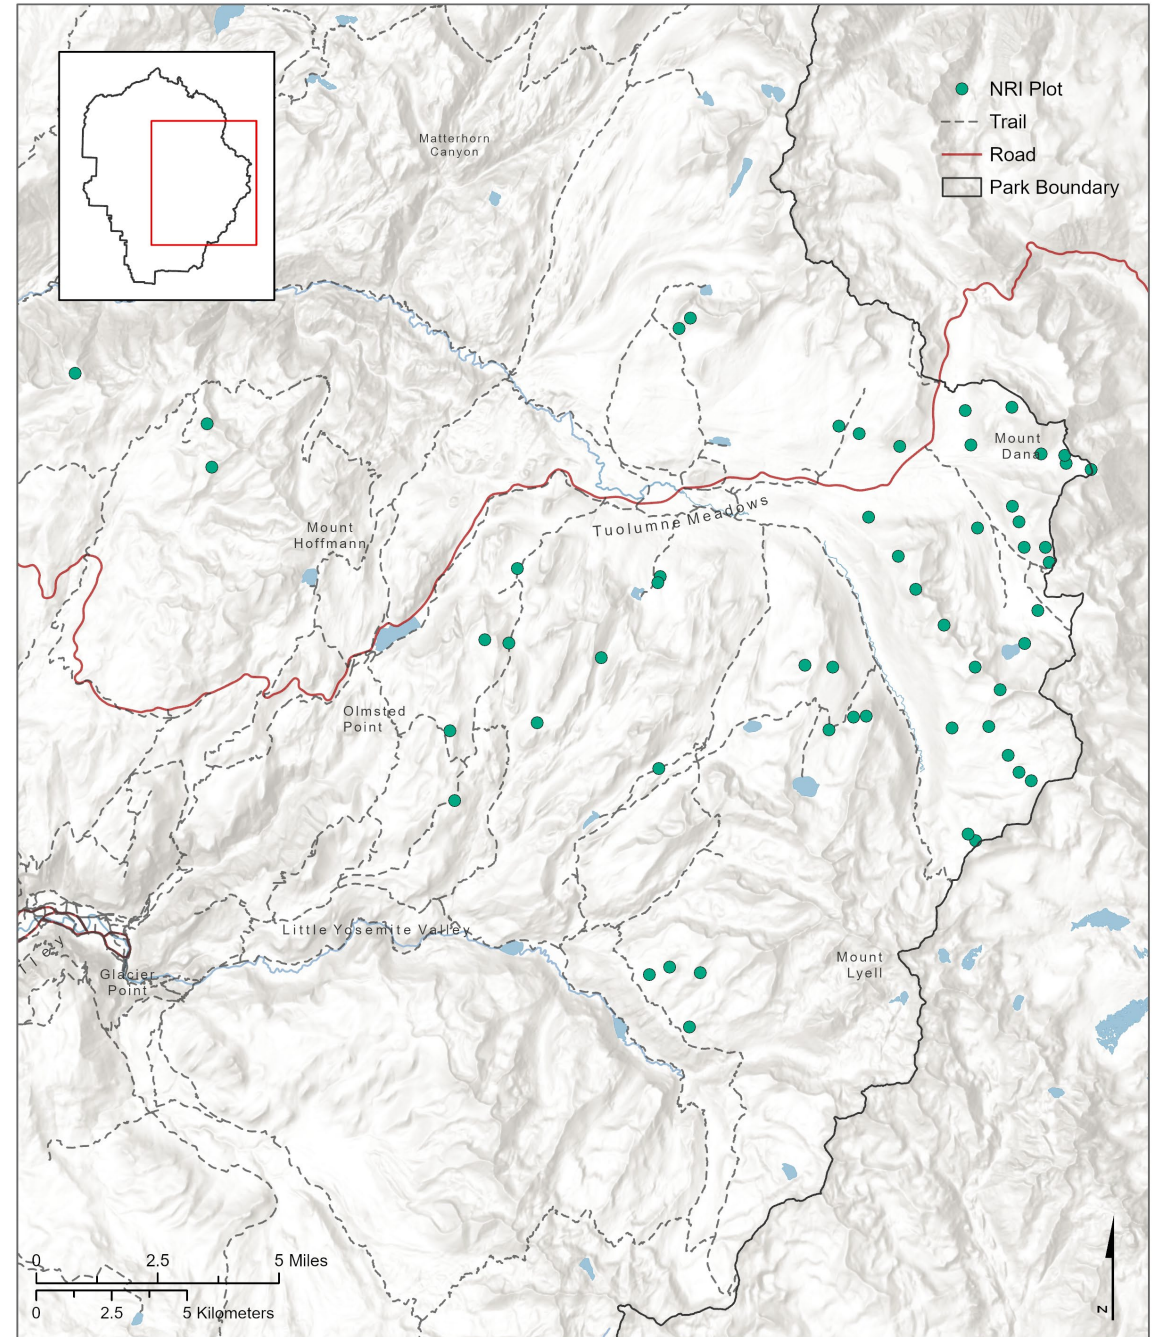 NRI Plot
Trail
Road
Park Boundary
Matterhorn
Canyon
Mount
Dana
Tuolumne Meadows
Mount
Hoffmann
Olmsted
Point
Little Yosemite Valley
Mount
Lyell
lley
Glacier
Point
0 2.5 5 Miles
0 2.5 5 Kilometers
N